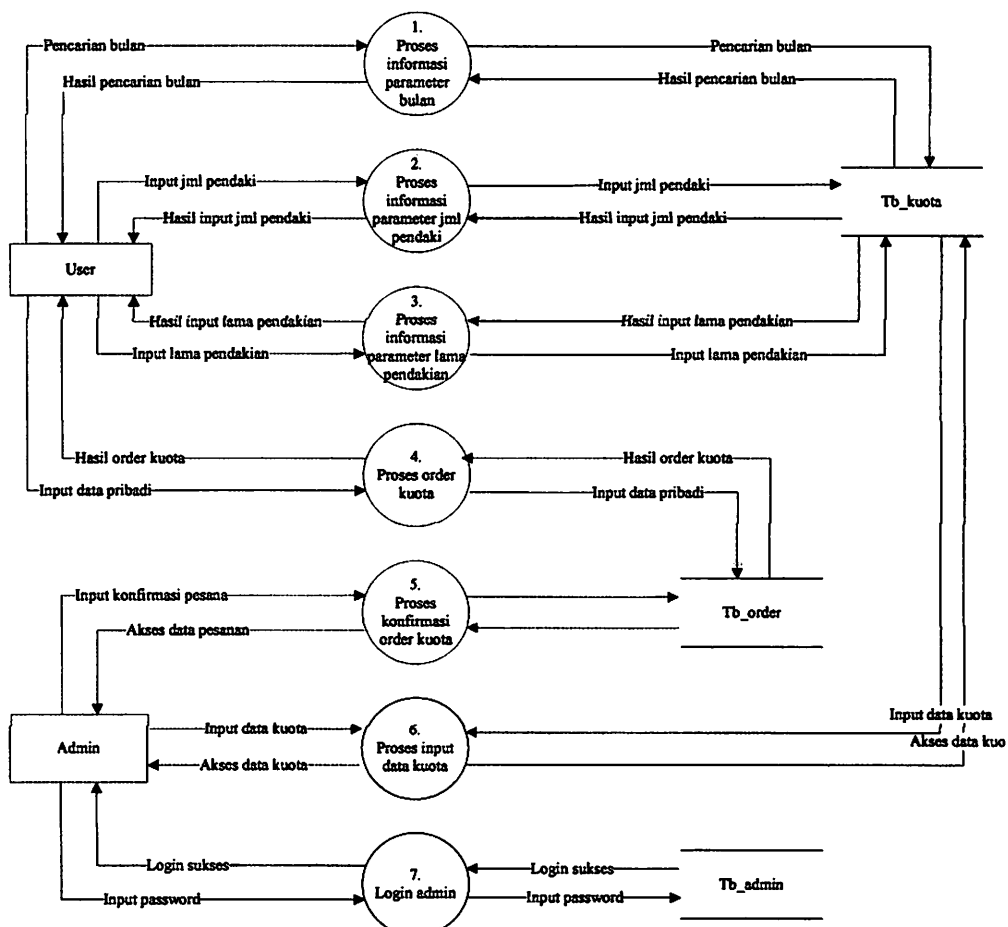 1.
Proses
informasi
parameter
bulan
Pencarian bulan
Pencarian bulan
Hasil pencarian bulan
Hasil pencarian bulan
2.
Proses
informasi
parameter jml
pendaki
Input jml pendaki
Input jml pendaki
Hasil input jml pendaki
Hasil input jml pendaki
Tb_kuota
User
3.
Proses
informasi
parameter lama
pendakian
Hasil input lama pendakian
Hasil input lama pendakian
Input lama pendakian
Input lama pendakian
4.
Proses order
kuota
Hasil order kuota
Hasil order kuota
Input data pribadi
Input data pribadi
5.
Proses
konfirmasi
order kuota
Input konfirmasi pesana
Akses data pesanan
Tb_order
Admin
6.
Proses input
data kuota
Input data kuota
Akses data kuota
Input data kuota
Akses data kuo
7.
Login admin
Login sukses
Login sukses
Input password
Input password
Tb_admin